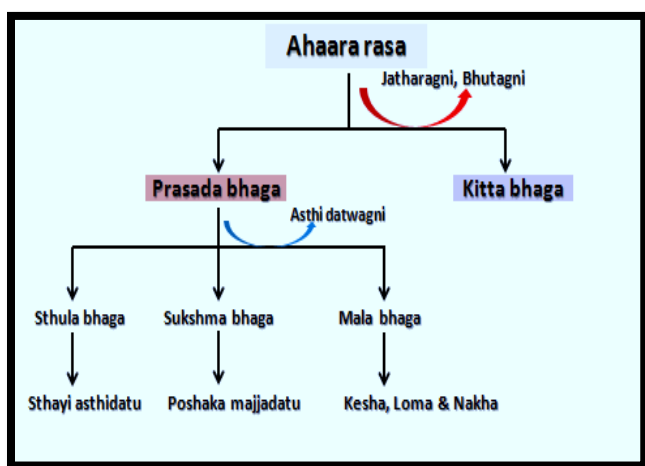 Ahaara rasa
Jatharagni, Bhutagni
Prasada bhaga
Kitta bhaga
Asthi datwagni
Sthula bhaga
Sukshma bhaga
Mala bhaga
Sthayi asthidatu
Poshaka majjadatu
Kesha, Loma & Nakha